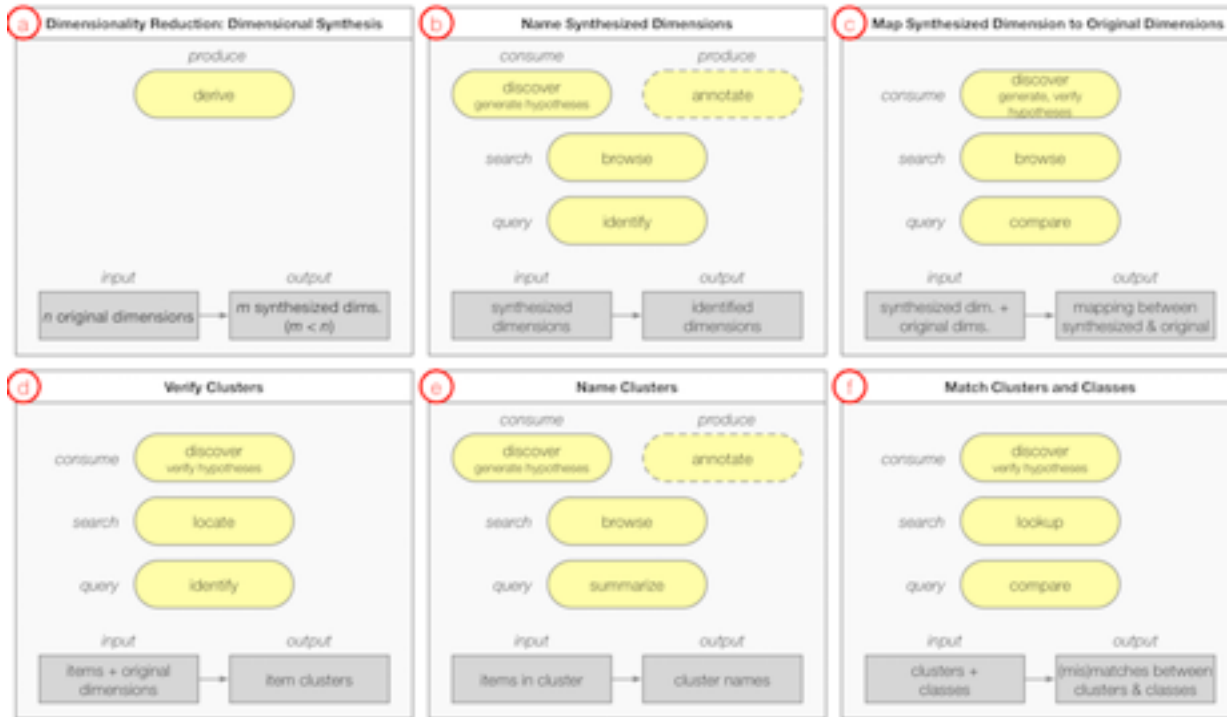 a Dimensionality Reduction: Dimensional Synthesis
produce
derive
input output
n original dimensions
m synthesized dims.
(m < n)
b Name Synthesized Dimensions
consume produce
discover
generate hypotheses
annotate
search browse
query identify
input output
synthesized
dimensions
identified
dimensions
c Map Synthesized Dimension to Original Dimensions
consume
discover
generate, verify
hypotheses
search browse
query compare
input output
synthesized dim. +
original dims.
mapping between
synthesized & original
d Verify Clusters
consume
discover
verify hypotheses
search locate
query identify
input output
items + original
dimensions
item clusters
e Name Clusters
consume produce
discover
generate hypotheses
annotate
search browse
query summarize
input output
items in cluster
cluster names
f Match Clusters and Classes
consume
discover
verify hypotheses
search lookup
query compare
input output
clusters +
classes
(mis)matches between
clusters & classes